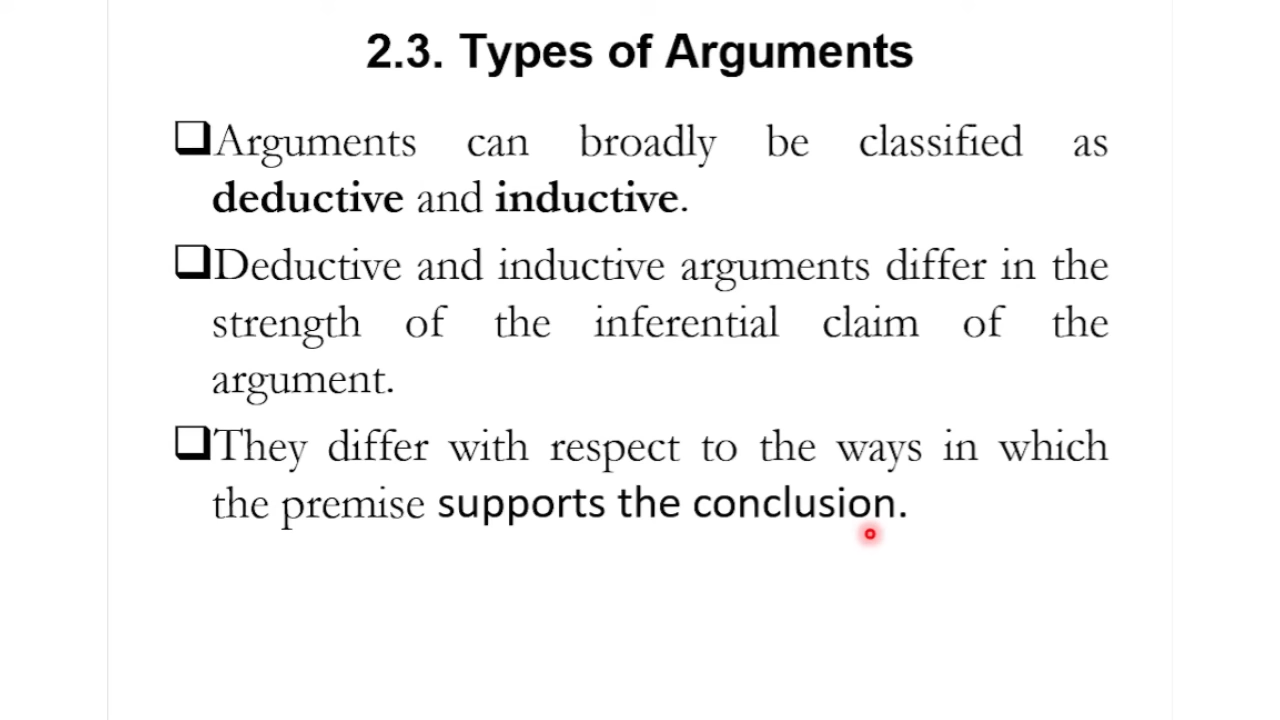 2.3. Types of Arguments
❑Arguments can broadly be classified as
deductive and inductive.
❑Deductive and inductive arguments differ in the
strength of the inferential claim of the
argument.
❑They differ with respect to the ways in which
the premise supports the conclusion.